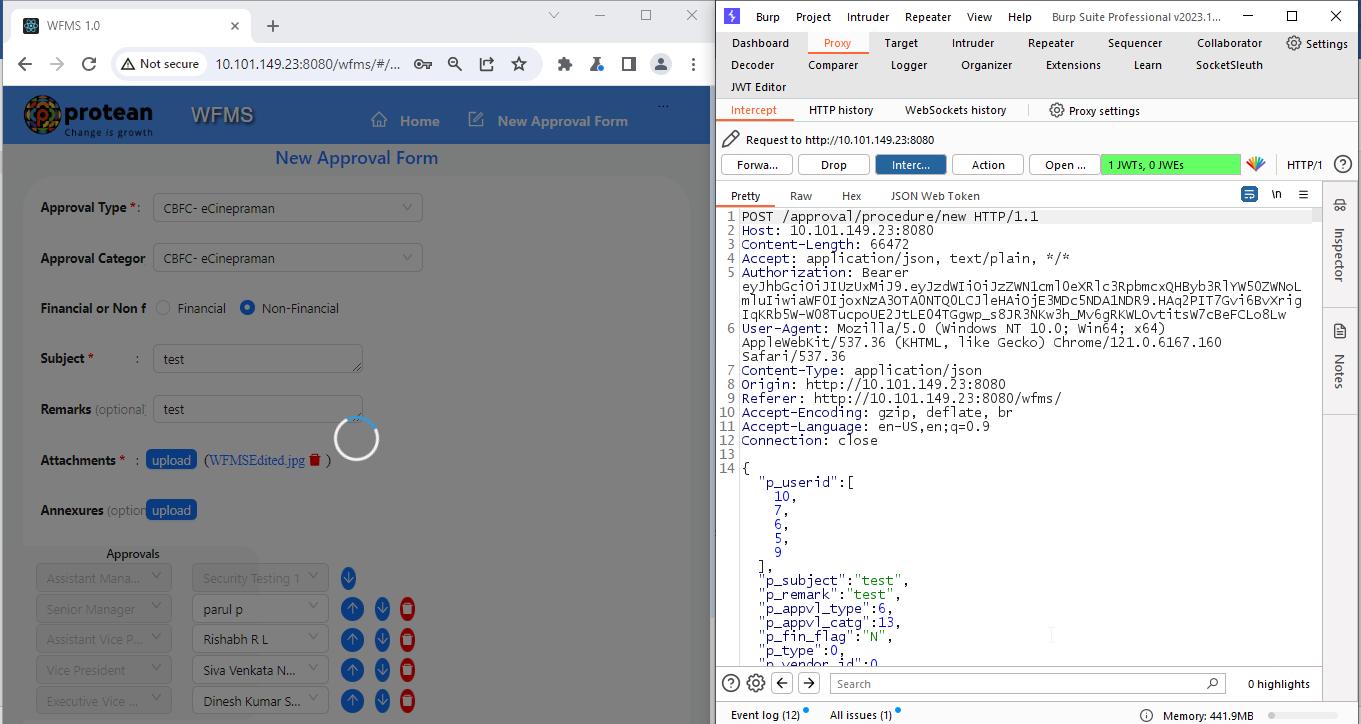 WFMS 1.0
Not secure
10.101.149.23:8080/wfms/#/...
protean
Change is growth
WFMS
Home
New Approval Form
...
New Approval Form
Approval Type * :
CBFC- eCinepraman
Approval Categor
CBFC- eCinepraman
Financial or Non f
Financial
Non-Financial
Subject * :
test
Remarks (optional)
test
Attachments * :
upload
(WFMSEdited.jpg )
Annexures (option
upload
Approvals
Assistant Mana...
Security Testing 1
Senior Manager
parul p
Assistant Vice P...
Rishabh R L
Vice President
Siva Venkata N...
Executive Vice ...
Dinesh Kumar S...
Burp Project Intruder Repeater View Help
Burp Suite Professional v2023.1...
Dashboard Proxy Target Intruder Repeater Sequencer Collaborator Settings
Decoder Comparer Logger Organizer Extensions Learn SocketSleuth
JWT Editor
Intercept HTTP history WebSockets history Proxy settings
Request to http://10.101.149.23:8080
Forwa... Drop Interc... Action Open ... 1 JWTs, 0 JWEs HTTP/1
Pretty Raw Hex JSON Web Token \n
1 POST /approval/procedure/new HTTP/1.1
2 Host: 10.101.149.23:8080
3 Content-Length: 66472
4 Accept: application/json, text/plain, */*
5 Authorization: Bearer
eyJhbGciOiJIUzUxMiJ9.eyJzdWIiOiJzZWN1cml0eXRlc3RpbmcxQHByb3RlYW50ZWNoL
mluIiwiaWF0IjoxNzA3OTA0NTQ0LCJleHAiOjE3MDc5NDA1NDR9.HAq2PIT7Gvi6BvXrig
IqKRb5W-W08TucpoUE2JtLE04TGgwp_s8JR3NKw3h_Mv6gRKWLOvtitsW7cBeFCLo8Lw
6 User-Agent: Mozilla/5.0 (Windows NT 10.0; Win64; x64)
AppleWebKit/537.36 (KHTML, like Gecko) Chrome/121.0.6167.160
Safari/537.36
7 Content-Type: application/json
8 Origin: http://10.101.149.23:8080
9 Referer: http://10.101.149.23:8080/wfms/
10 Accept-Encoding: gzip, deflate, br
11 Accept-Language: en-US,en;q=0.9
12 Connection: close
13
14 {
"p_userid":[
10,
7,
6,
5,
9
],
"p_subject":"test",
"p_remark":"test",
"p_appvl_type":6,
"p_appvl_catg":13,
"p_fin_flag":"N",
"p_type":0,
"p_vendor_id":0
Inspector
Notes
Search
0 highlights
Event log (12) All issues (1) Memory: 441.9MB